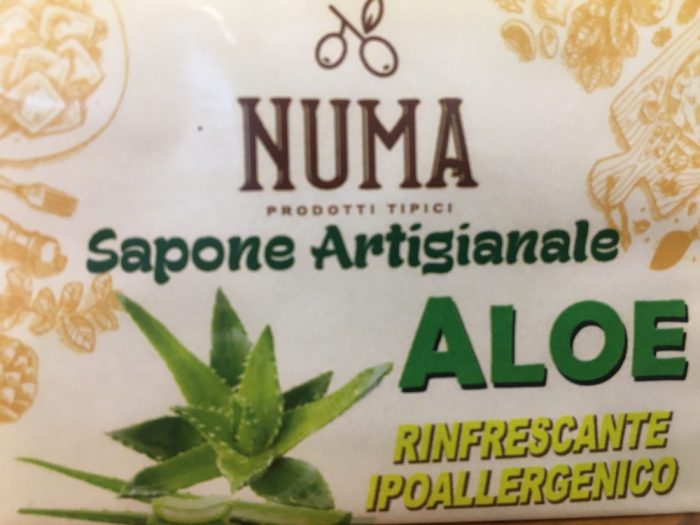 NUMA
PRODOTTI TIPICI
Sapone Artigianale
ALOE
RINFRESCANTE
IPOALLERGENICO